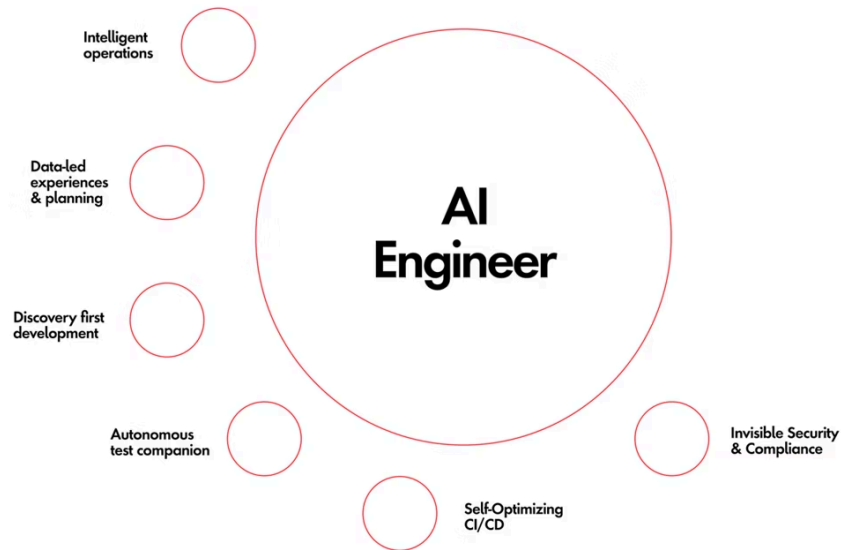 Intelligent
operations
Data-led
experiences
& planning
AI
Engineer
Discovery first
development
Autonomous
test companion
Invisible Security
& Compliance
Self-Optimizing
CI/CD